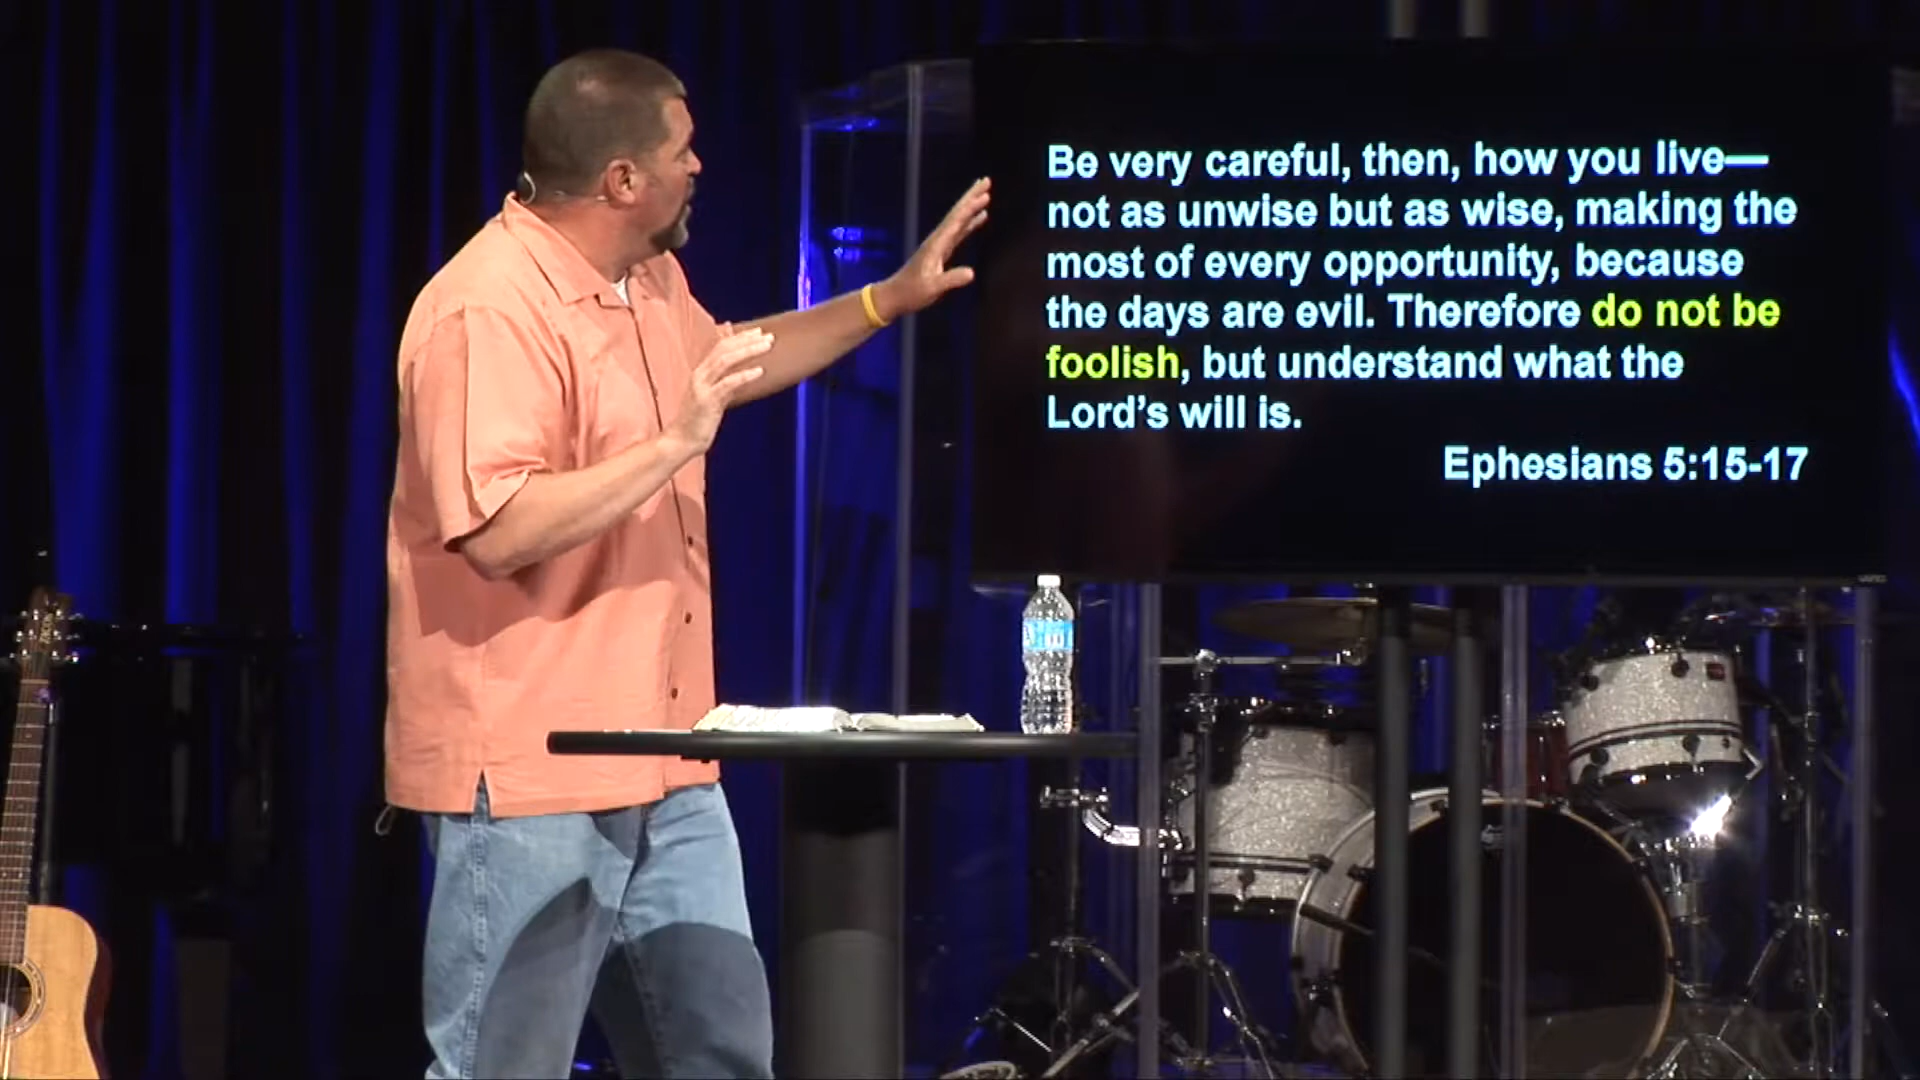 Be very careful, then, how you live—
not as unwise but as wise, making the
most of every opportunity, because
the days are evil. Therefore do not be
foolish, but understand what the
Lord’s will is.
Ephesians 5:15-17